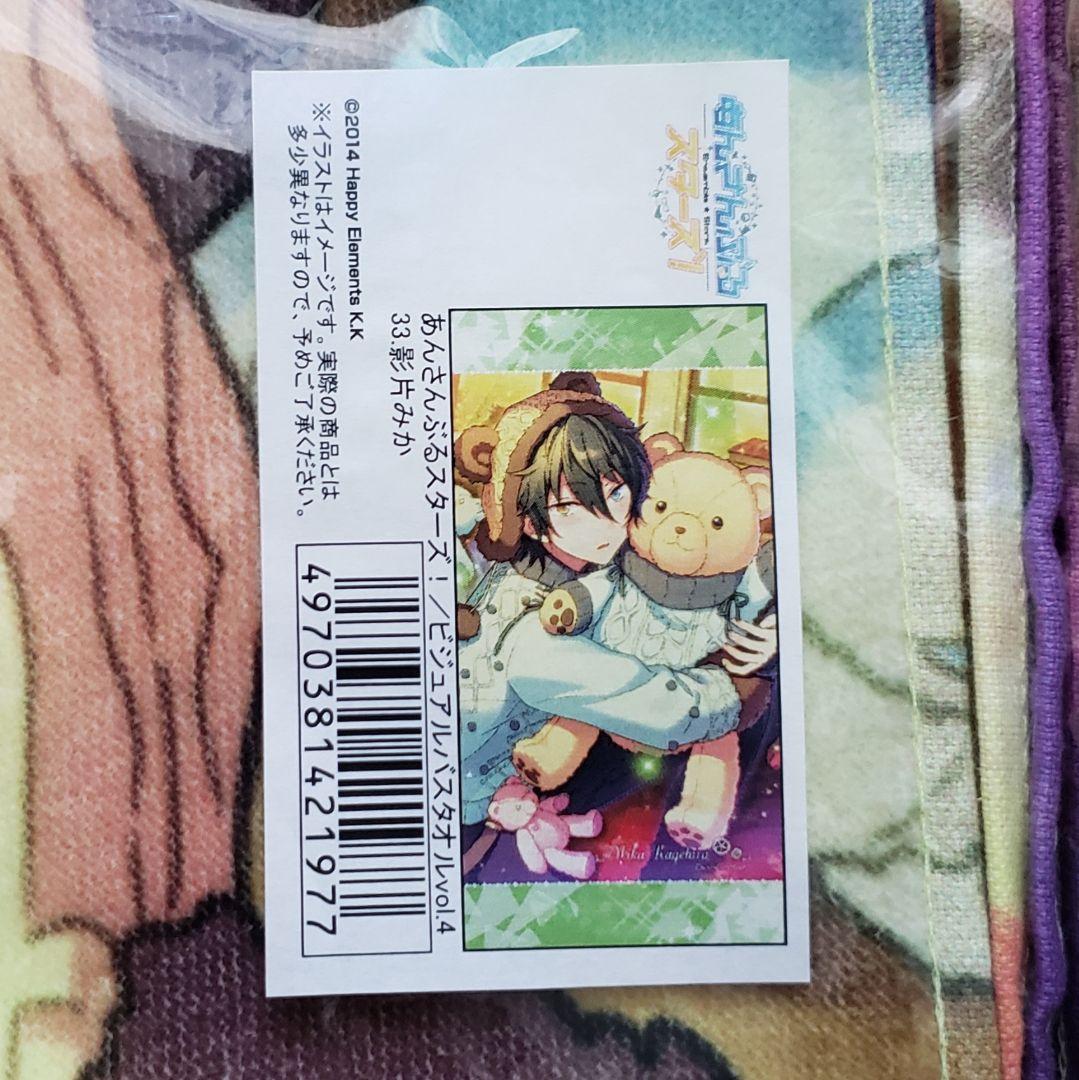 あんさんぶる
スターズ！
Ensemble ★ Stars
あんさんぶるスターズ！／ビジュアルバスタオルvol.4
33.影片みか
©2014 Happy Elements K.K
※イラストはイメージです。実際の商品とは
多少異なりますので、予めご了承ください。
4970381421977
Mika Kagehira